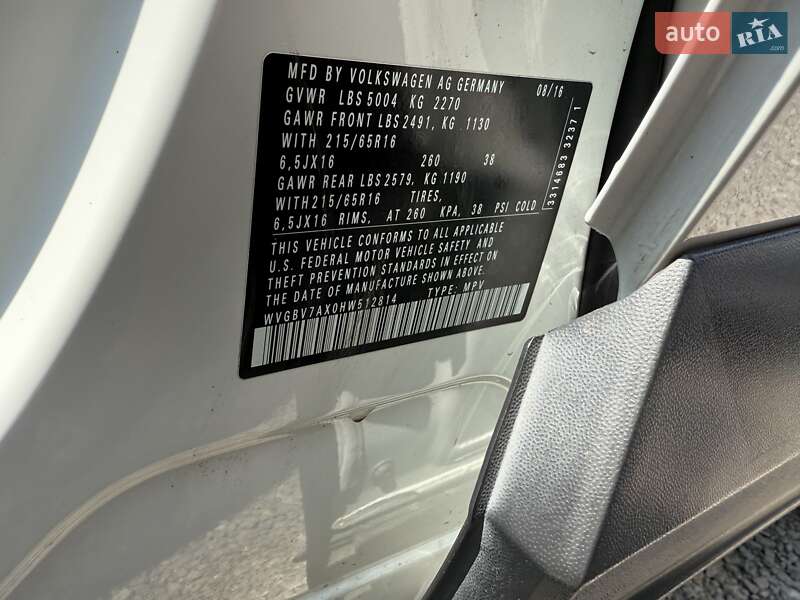 auto RIA .com
MFD BY VOLKSWAGEN AG GERMANY 08/16
GVWR LBS 5004 KG 2270
GAWR FRONT LBS 2491, KG 1130
WITH 215/65R16
6,5JX16 260 38
GAWR REAR LBS 2579, KG 1190
WITH215/65R16 TIRES,
6,5JX16 RIMS, AT 260 KPA, 38 PSI COLD
THIS VEHICLE CONFORMS TO ALL APPLICABLE
U.S. FEDERAL MOTOR VEHICLE SAFETY AND
THEFT PREVENTION STANDARDS IN EFFECT ON
THE DATE OF MANUFACTURE SHOWN ABOVE.
WVGBV7AX0HW512814 TYPE: MPV
3314683 3237 1